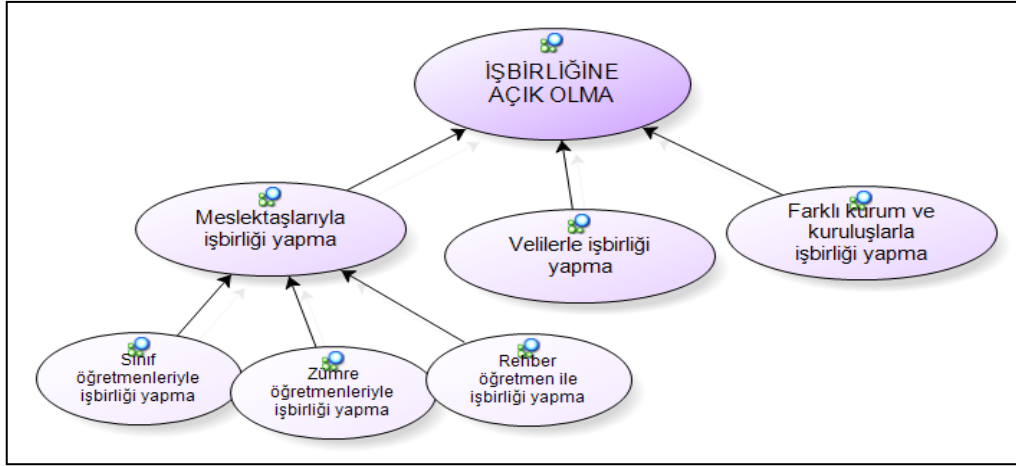 İŞBİRLİĞİNE
AÇIK OLMA
Meslektaşlarıyla
işbirliği yapma
Velilerle işbirliği
yapma
Farklı kurum ve
kuruluşlarla
işbirliği yapma
Sınıf
öğretmenleriyle
işbirliği yapma
Zümre
öğretmenleriyle
işbirliği yapma
Rehber
öğretmen ile
işbirliği yapma